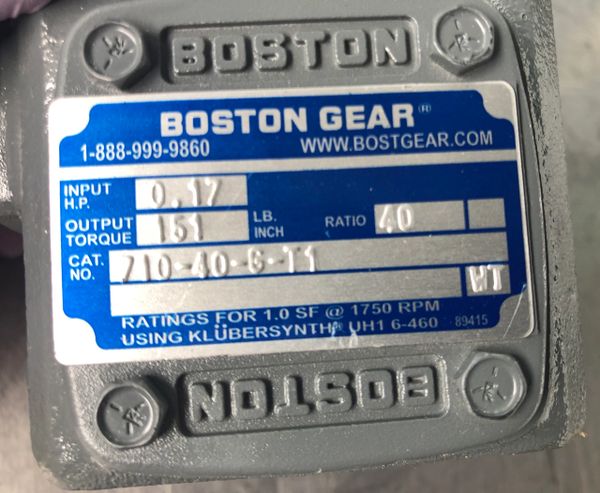 BOSTON
BOSTON GEAR®
1-888-999-9860 WWW.BOSTGEAR.COM
INPUT H.P. 0.17
OUTPUT TORQUE 151 LB. INCH RATIO 40
CAT. NO. 710-40-G-T1
WT
RATINGS FOR 1.0 SF @ 1750 RPM
USING KLÜBERSYNTH® UH1 6-460 89415
BOSTON